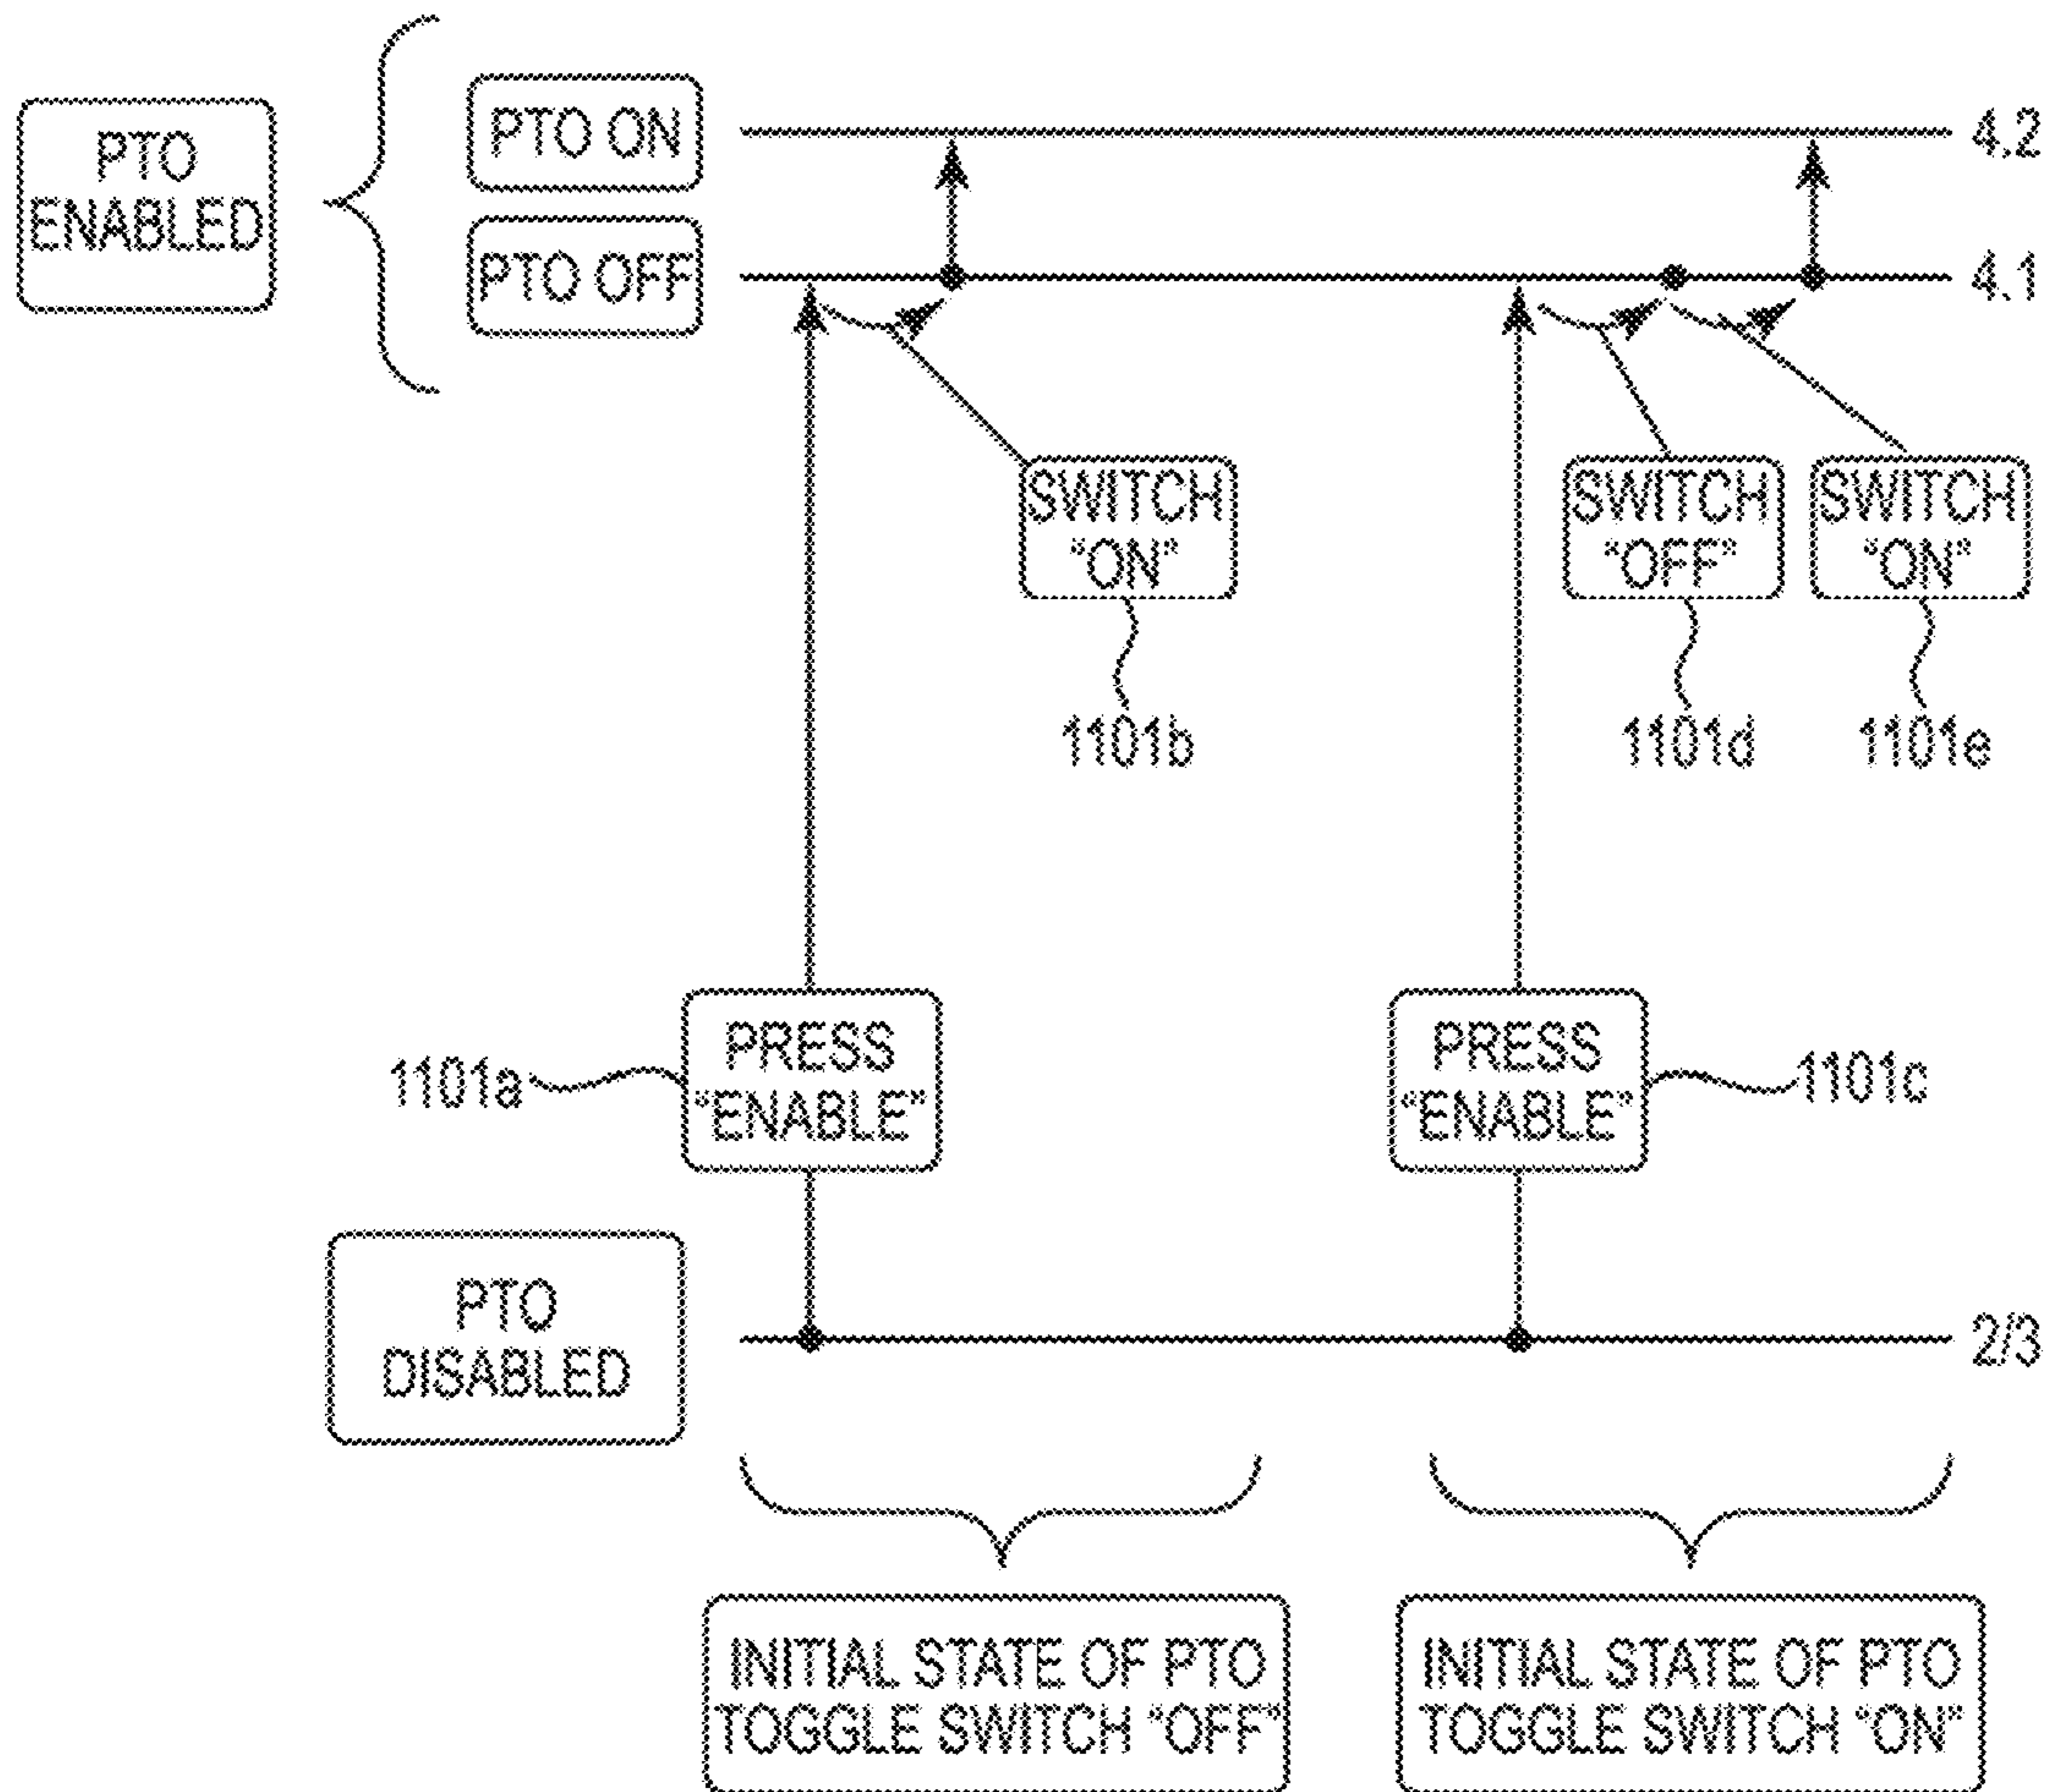 PTO ON
4.2
PTO
ENABLED
PTO OFF
4.1
SWITCH
"ON"
SWITCH
"OFF"
SWITCH
"ON"
1101b
1101d
1101e
1101a
PRESS
"ENABLE"
PRESS
"ENABLE"
1101c
PTO
DISABLED
2/3
INITIAL STATE OF PTO
TOGGLE SWITCH "OFF"
INITIAL STATE OF PTO
TOGGLE SWITCH "ON"